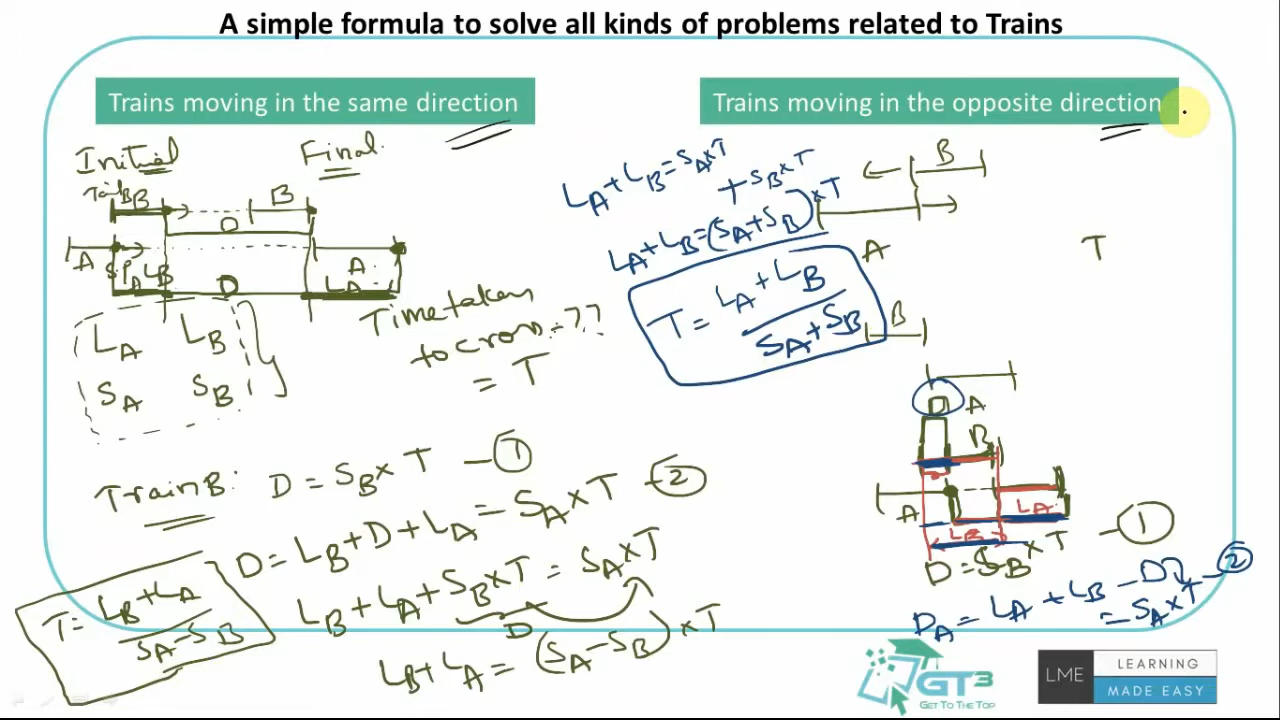 A simple formula to solve all kinds of problems related to Trains
Trains moving in the same direction
Initial
Final.
B
B
D
A
A
LB
D
LA
LA LB
SA SB
Time taken
to cross = ??
= T
Train B: D = SB × T — 1
D = LB + D + LA = SA × T — 2
LB + LA + SB × T = SA × T
D
LB + LA = (SA − SB) × T
T = LB + LA / SA − SB
Trains moving in the opposite direction
LA + LB = SA × T
+ SB × T
LA + LB = (SA + SB) × T
T = LA + LB / SA + SB
B
A
T
B
D A
B
A
LA
LB
D = SB × T — 1
DA = LA + LB − D — 2
= SA × T
GT3
GET TO THE TOP
LME LEARNING
MADE EASY